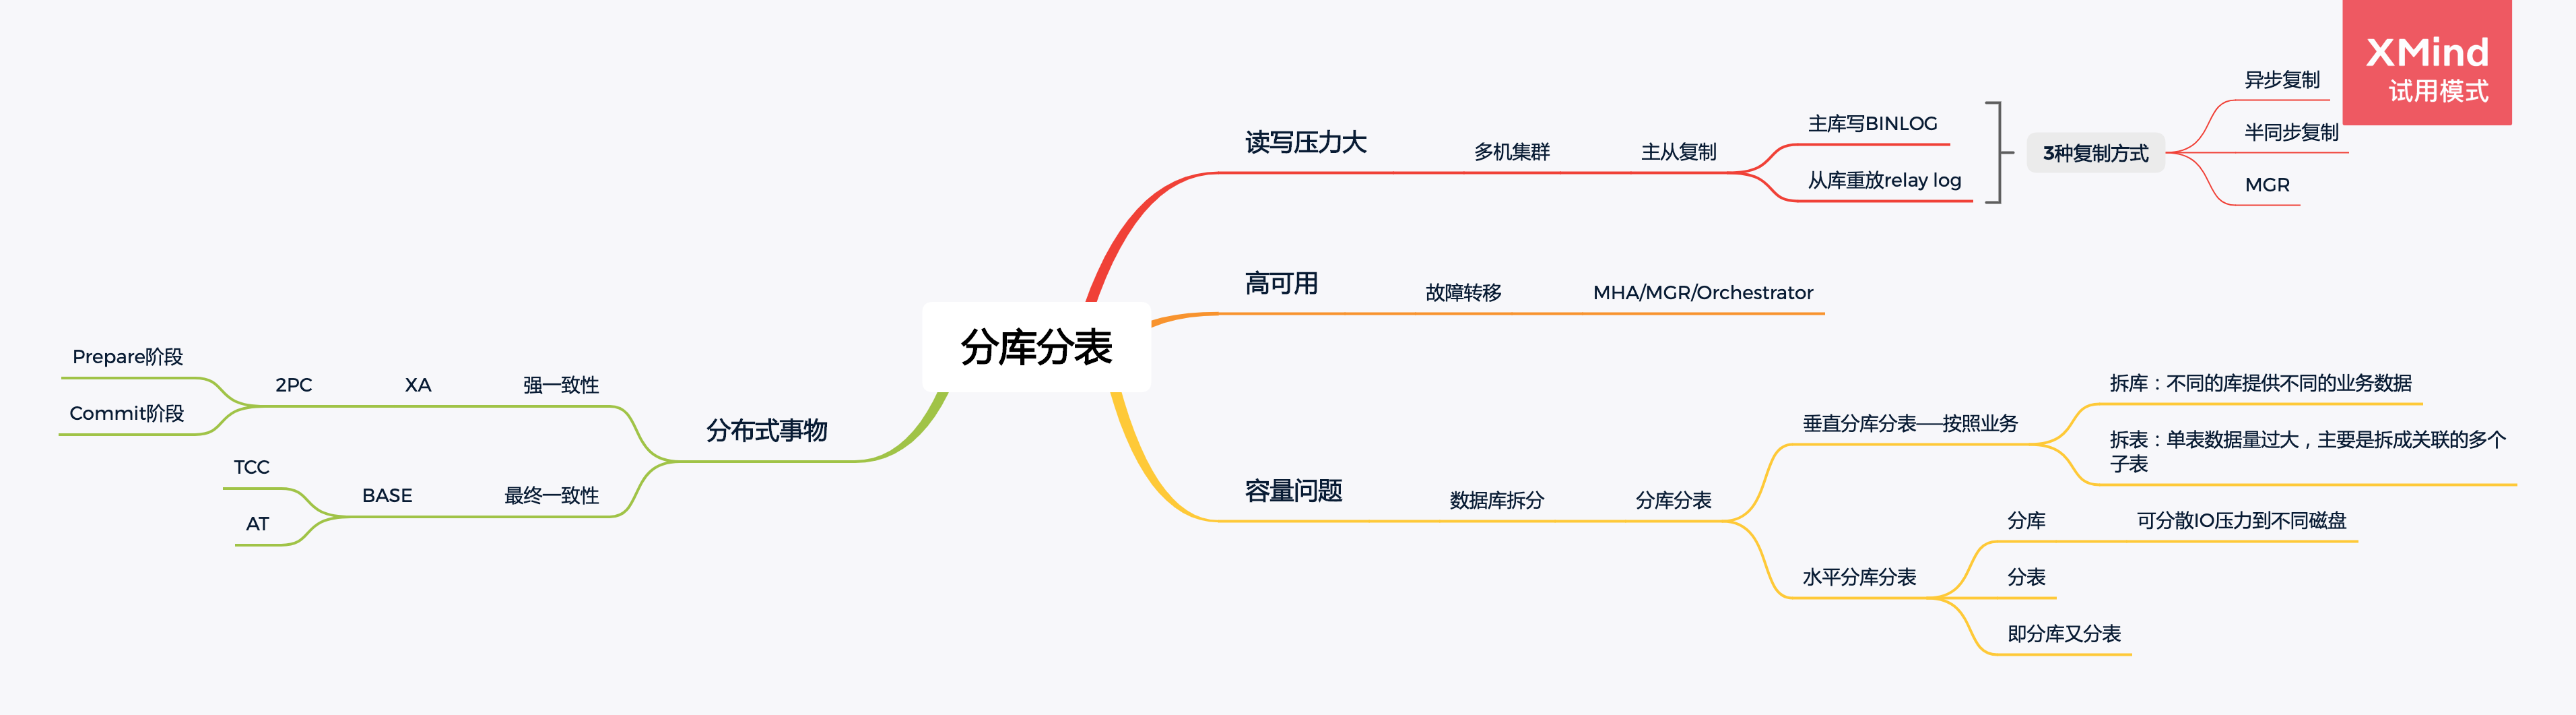 分库分表
读写压力大
多机集群
主从复制
主库写BINLOG
从库重放relay log
3种复制方式
异步复制
半同步复制
MGR
高可用
故障转移
MHA/MGR/Orchestrator
容量问题
数据库拆分
分库分表
垂直分库分表——按照业务
拆库：不同的库提供不同的业务数据
拆表：单表数据量过大，主要是拆成关联的多个
子表
水平分库分表
分库
可分散IO压力到不同磁盘
分表
即分库又分表
分布式事物
强一致性
XA
2PC
Prepare阶段
Commit阶段
最终一致性
BASE
TCC
AT
XMind
试用模式